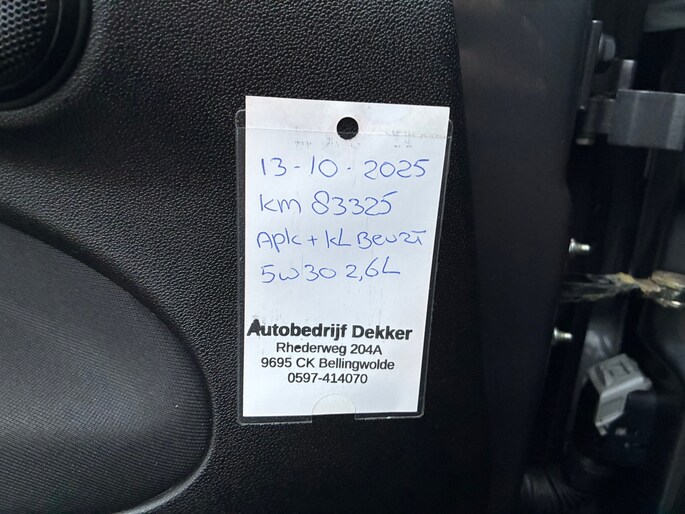 13-10-2025
km 83325
Apk + kL Beurt
5w30 2,6L
Autobedrijf Dekker
Rhederweg 204A
9695 CK Bellingwolde
0597-414070